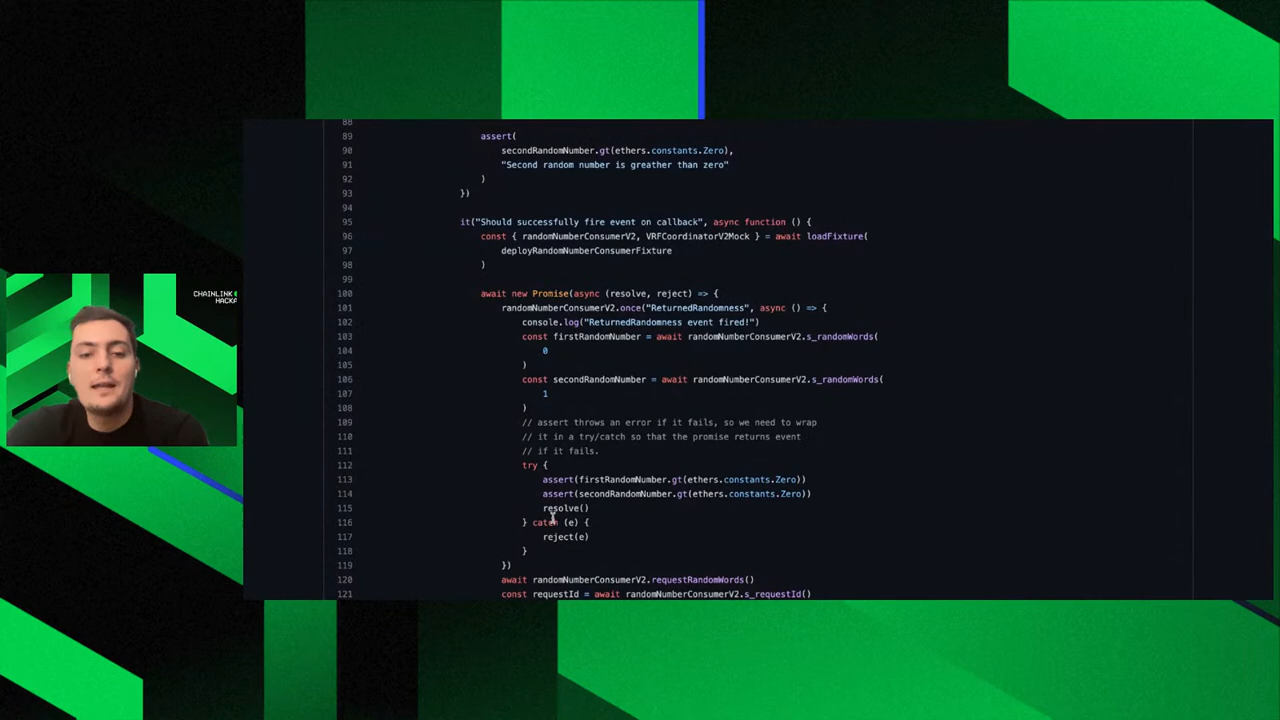 CHAINLINK
HACKA
88
89 assert(
90 secondRandomNumber.gt(ethers.constants.Zero),
91 "Second random number is greather than zero"
92 )
93 })
94
95 it("Should successfully fire event on callback", async function () {
96 const { randomNumberConsumerV2, VRFCoordinatorV2Mock } = await loadFixture(
97 deployRandomNumberConsumerFixture
98 )
99
100 await new Promise(async (resolve, reject) => {
101 randomNumberConsumerV2.once("ReturnedRandomness", async () => {
102 console.log("ReturnedRandomness event fired!")
103 const firstRandomNumber = await randomNumberConsumerV2.s_randomWords(
104 0
105 )
106 const secondRandomNumber = await randomNumberConsumerV2.s_randomWords(
107 1
108 )
109 // assert throws an error if it fails, so we need to wrap
110 // it in a try/catch so that the promise returns event
111 // if it fails.
112 try {
113 assert(firstRandomNumber.gt(ethers.constants.Zero))
114 assert(secondRandomNumber.gt(ethers.constants.Zero))
115 resolve()
116 } catch (e) {
117 reject(e)
118 }
119 })
120 await randomNumberConsumerV2.requestRandomWords()
121 const requestId = await randomNumberConsumerV2.s_requestId()